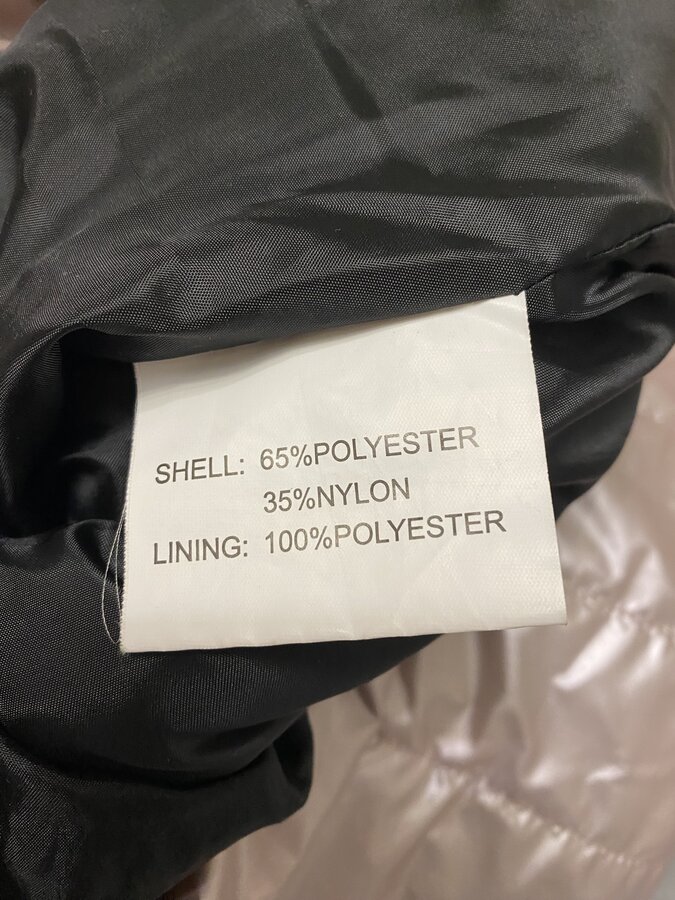 SHELL: 65%POLYESTER
35%NYLON
LINING: 100%POLYESTER